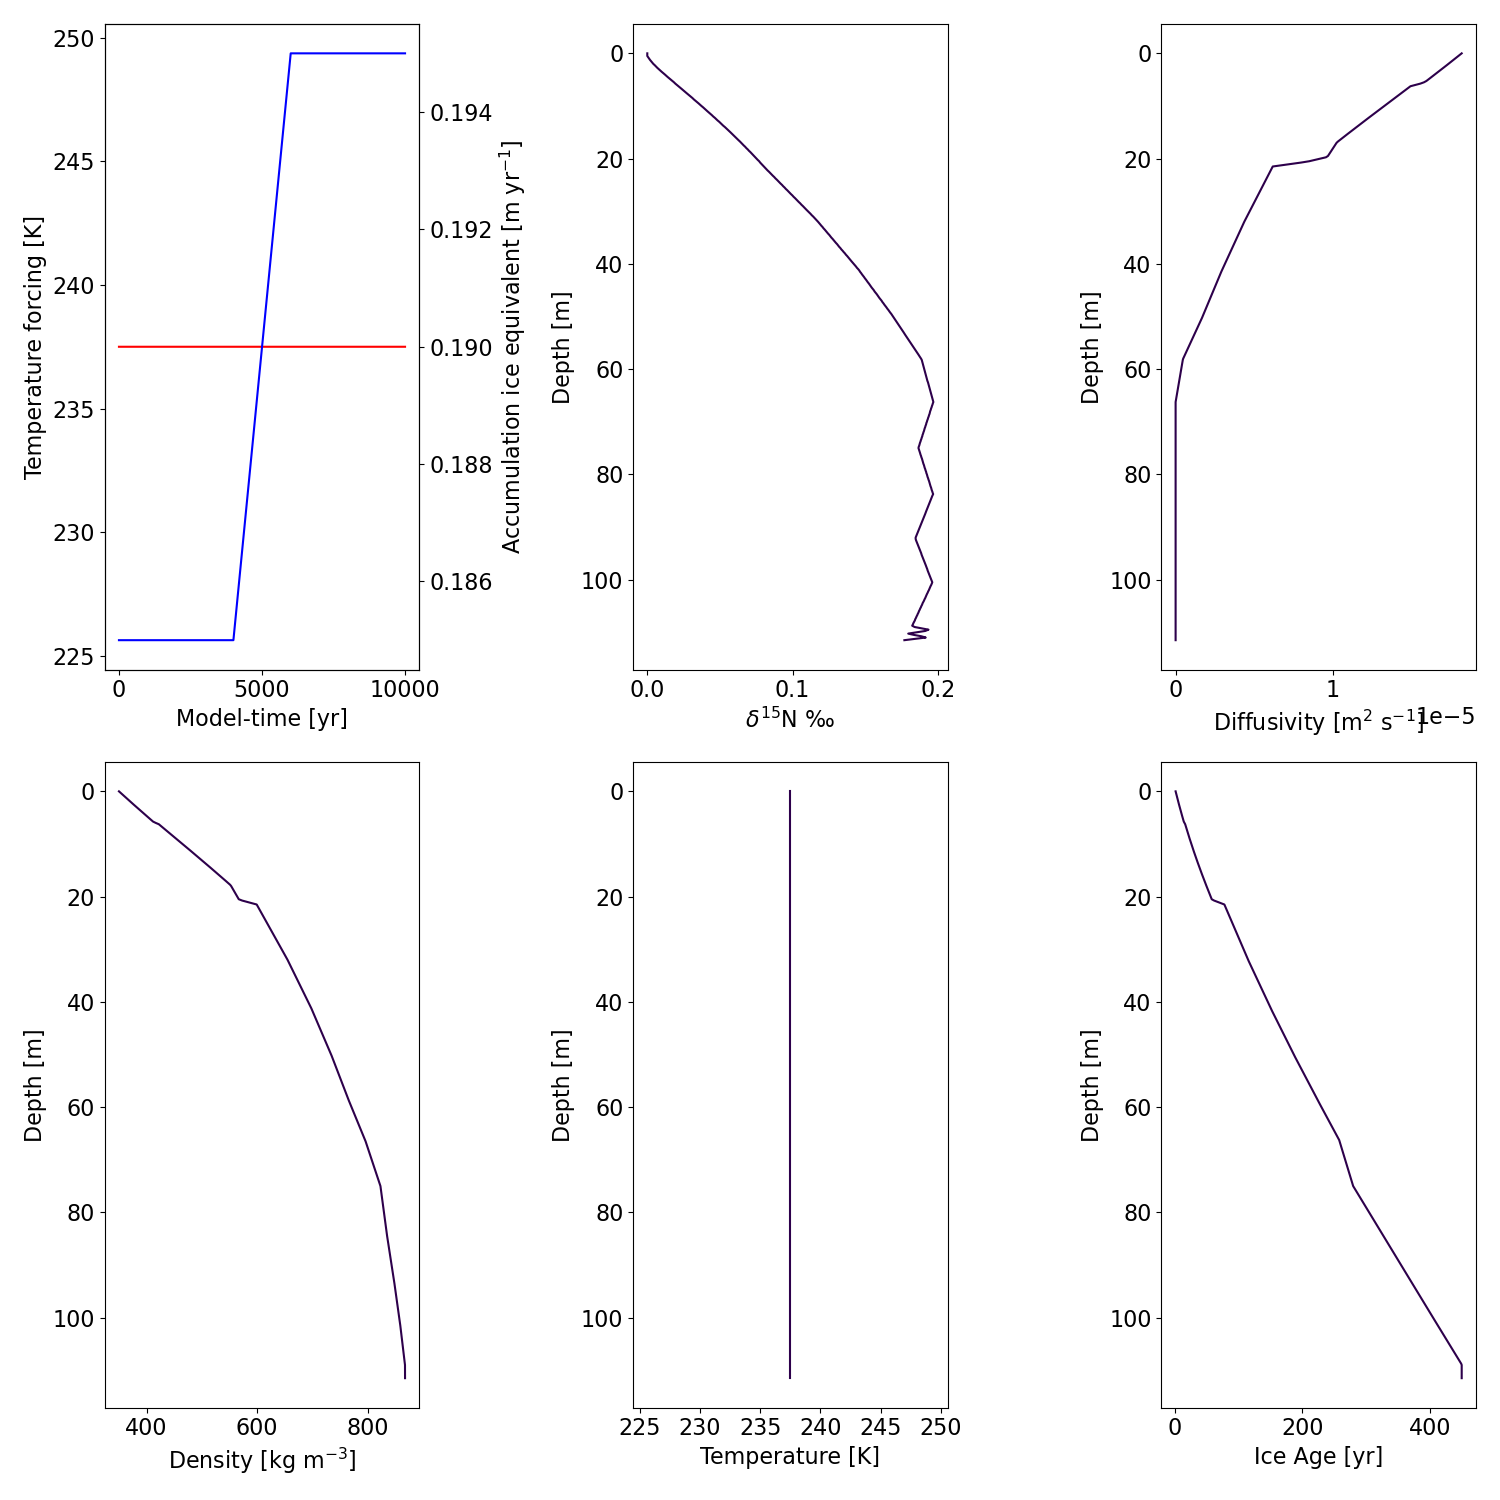 250
245
240
235
230
225
Temperature forcing [K]
0.194
0.192
0.190
0.188
0.186
Accumulation ice equivalent [m yr⁻¹]
0 5000 10000
Model-time [yr]
0
20
40
60
80
100
Depth [m]
0.0 0.1 0.2
δ¹⁵N ‰
0
20
40
60
80
100
Depth [m]
0 1
Diffusivity [m² s⁻¹]
1e−5
0
20
40
60
80
100
Depth [m]
400 600 800
Density [kg m⁻³]
0
20
40
60
80
100
Depth [m]
225 230 235 240 245 250
Temperature [K]
0
20
40
60
80
100
Depth [m]
0 200 400
Ice Age [yr]